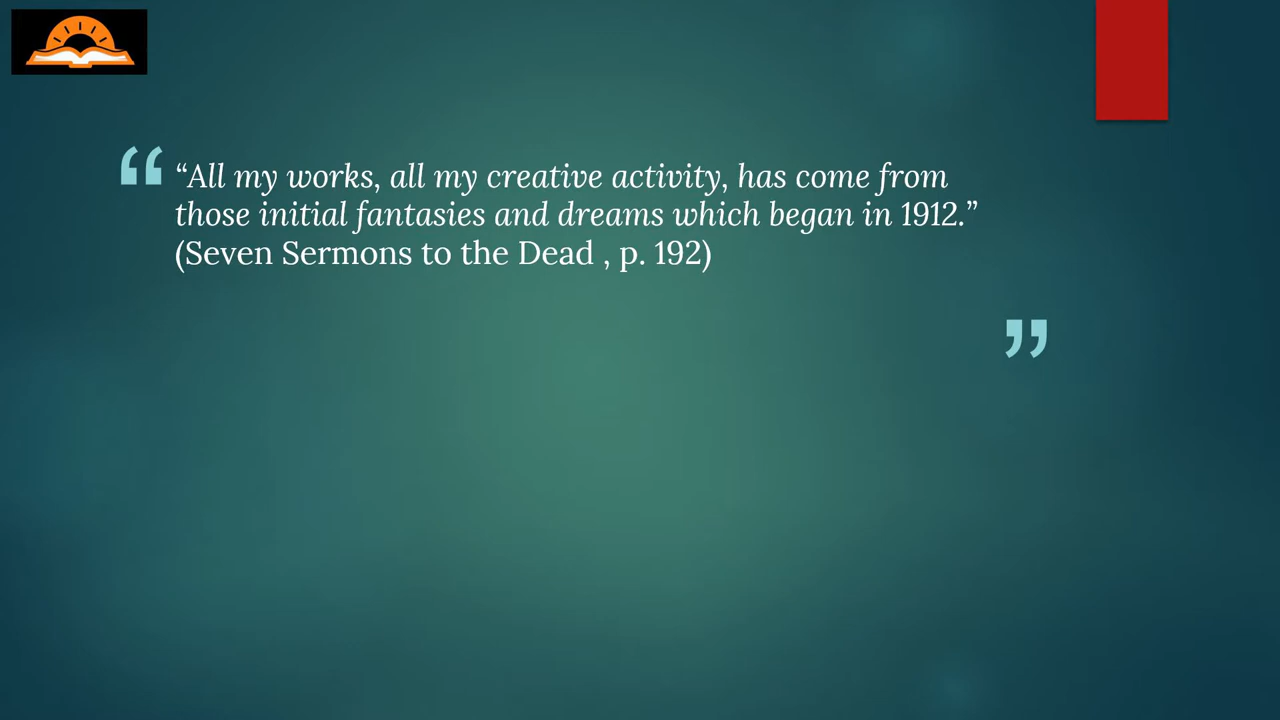 “All my works, all my creative activity, has come from
those initial fantasies and dreams which began in 1912.”
(Seven Sermons to the Dead , p. 192)